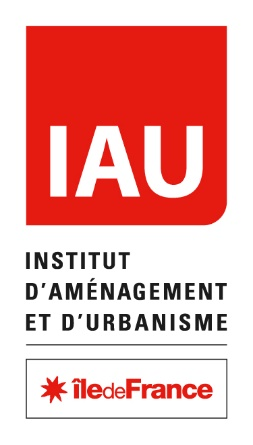 IAU
INSTITUT
D'AMÉNAGEMENT
ET D'URBANISME
îledeFrance